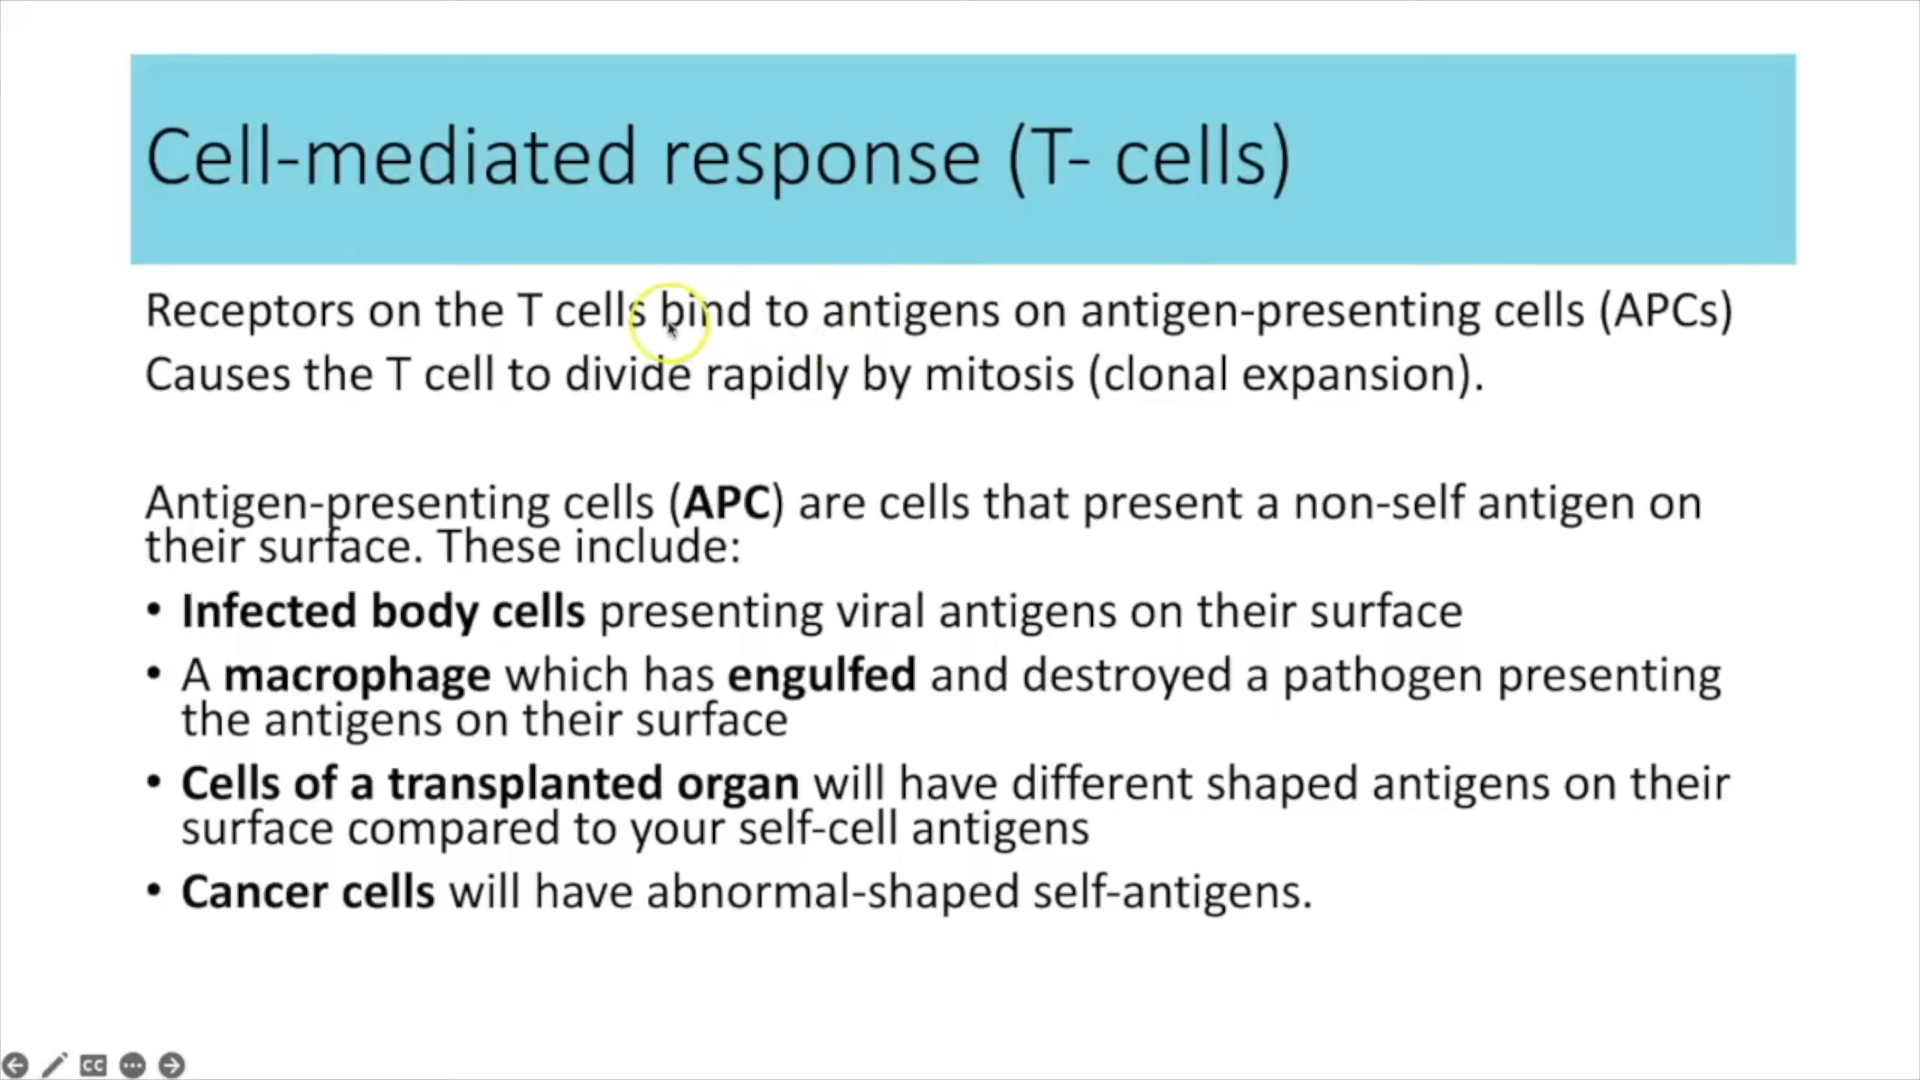 Cell-mediated response (T- cells)
Receptors on the T cells bind to antigens on antigen-presenting cells (APCs)
Causes the T cell to divide rapidly by mitosis (clonal expansion).
Antigen-presenting cells (APC) are cells that present a non-self antigen on
their surface. These include:
• Infected body cells presenting viral antigens on their surface
• A macrophage which has engulfed and destroyed a pathogen presenting
the antigens on their surface
• Cells of a transplanted organ will have different shaped antigens on their
surface compared to your self-cell antigens
• Cancer cells will have abnormal-shaped self-antigens.
CC